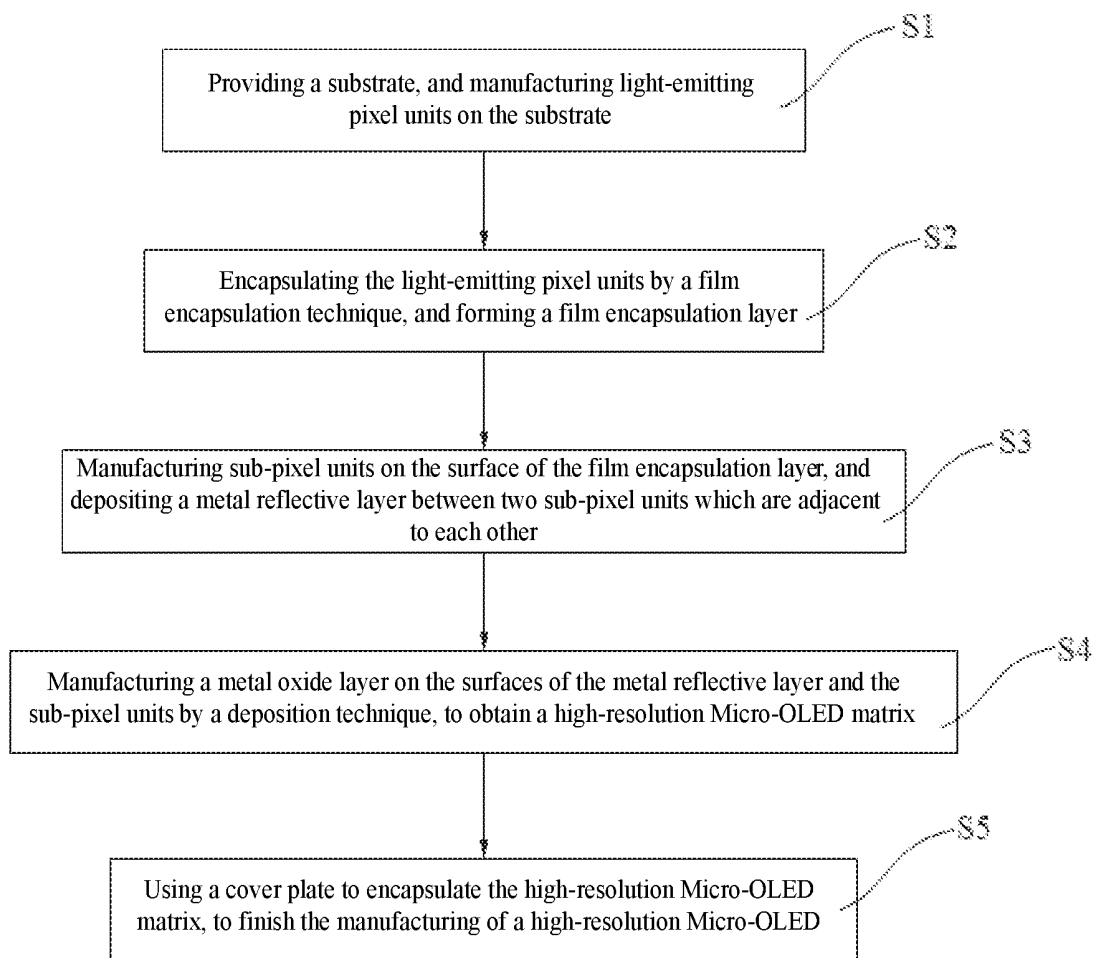 S1
Providing a substrate, and manufacturing light-emitting
pixel units on the substrate
S2
Encapsulating the light-emitting pixel units by a film
encapsulation technique, and forming a film encapsulation layer
S3
Manufacturing sub-pixel units on the surface of the film encapsulation layer, and
depositing a metal reflective layer between two sub-pixel units which are adjacent
to each other
S4
Manufacturing a metal oxide layer on the surfaces of the metal reflective layer and the
sub-pixel units by a deposition technique, to obtain a high-resolution Micro-OLED matrix
S5
Using a cover plate to encapsulate the high-resolution Micro-OLED
matrix, to finish the manufacturing of a high-resolution Micro-OLED